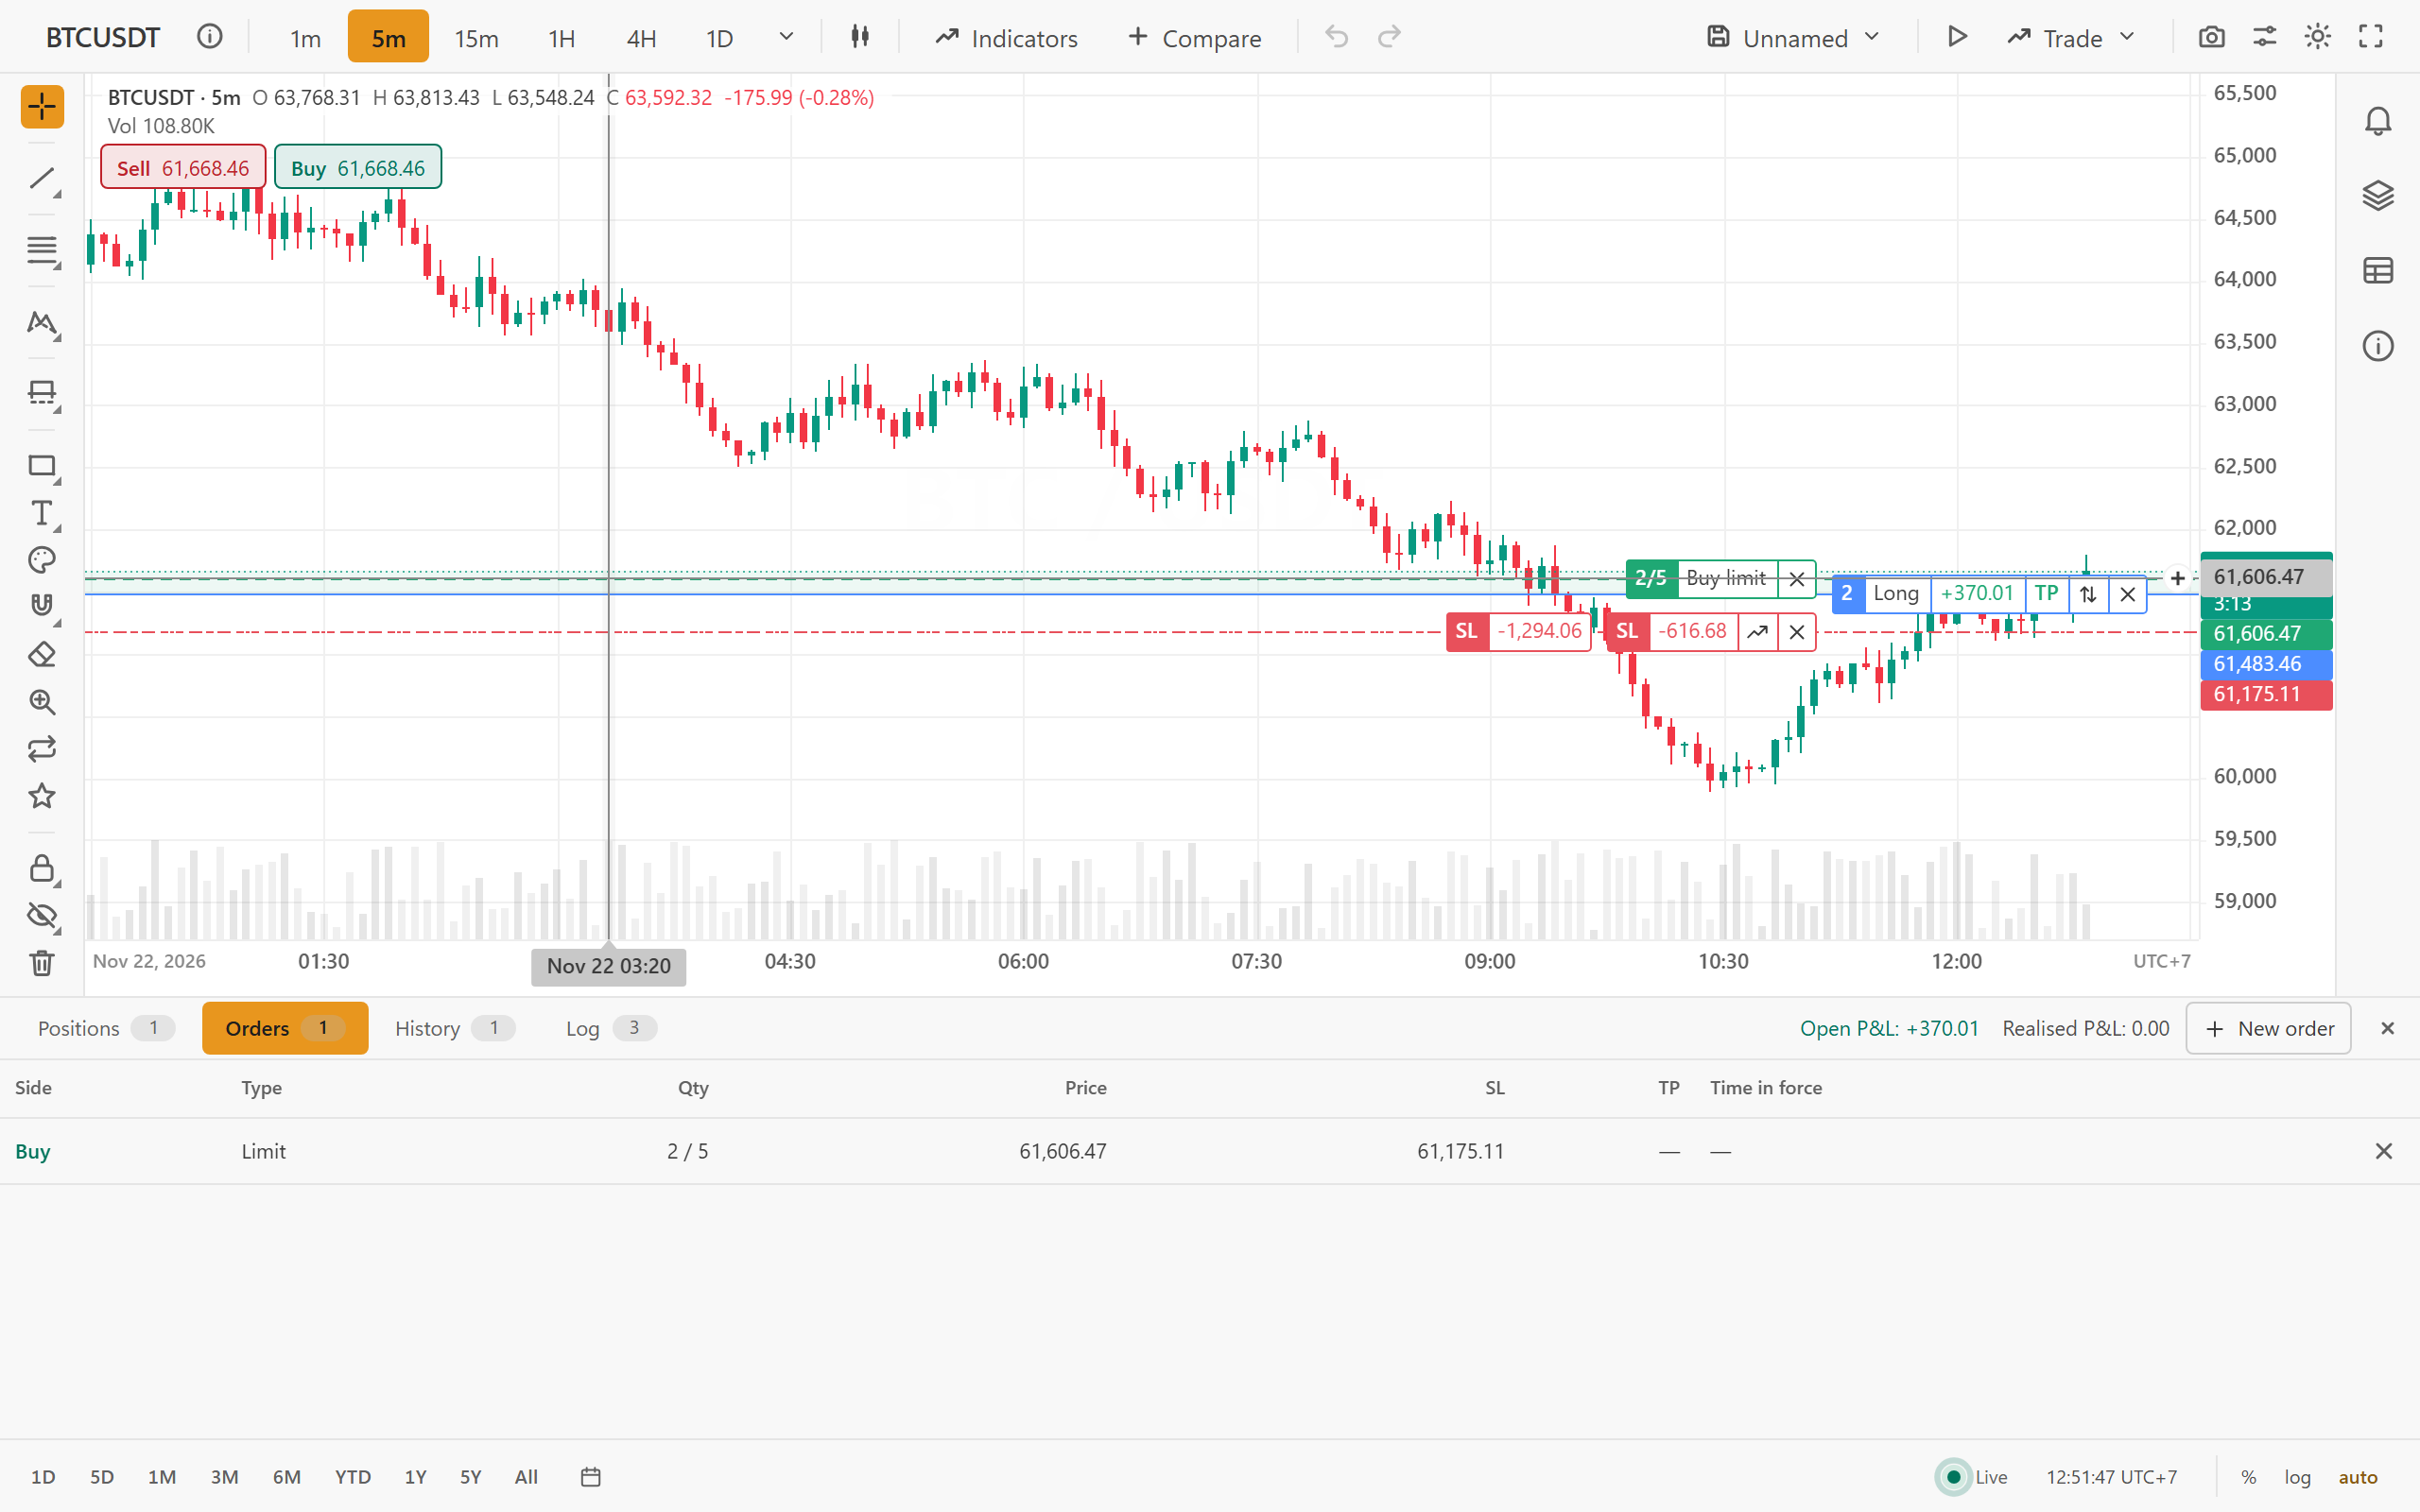 BTCUSDT 1m 5m 15m 1H 4H 1D Indicators Compare Unnamed Trade
BTCUSDT · 5m O 63,768.31 H 63,813.43 L 63,548.24 C 63,592.32 -175.99 (-0.28%)
Vol 108.80K
Sell 61,668.46 Buy 61,668.46
65,500
65,000
64,500
64,000
63,500
63,000
62,500
62,000
2/5 Buy limit
61,606.47
2 Long +370.01 TP
3:13
SL -1,294.06 SL -616.68
61,606.47
61,483.46
61,175.11
60,000
59,500
59,000
Nov 22, 2026 01:30 Nov 22 03:20 04:30 06:00 07:30 09:00 10:30 12:00 UTC+7
Positions 1 Orders 1 History 1 Log 3 Open P&L: +370.01 Realised P&L: 0.00 New order
Side Type Qty Price SL TP Time in force
Buy Limit 2 / 5 61,606.47 61,175.11 — —
1D 5D 1M 3M 6M YTD 1Y 5Y All Live 12:51:47 UTC+7 % log auto